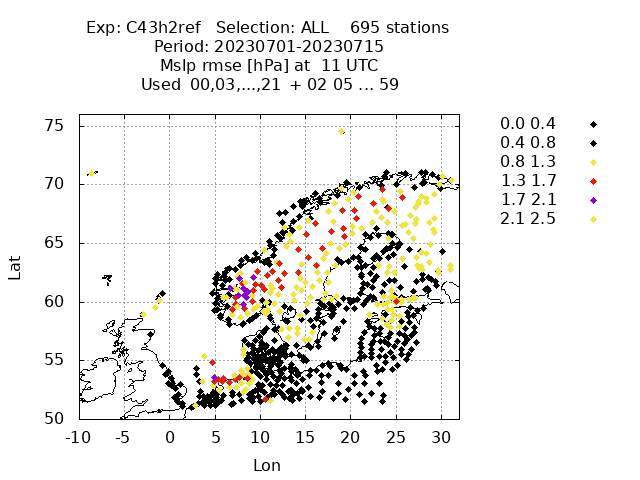 Exp: C43h2ref   Selection: ALL    695 stations
Period: 20230701-20230715
Mslp rmse [hPa] at  11 UTC
Used  00,03,...,21  + 02 05 ... 59
0.0 0.4
0.4 0.8
0.8 1.3
1.3 1.7
1.7 2.1
2.1 2.5
75
70
65
60
55
50
Lat
-10 -5 0 5 10 15 20 25 30
Lon